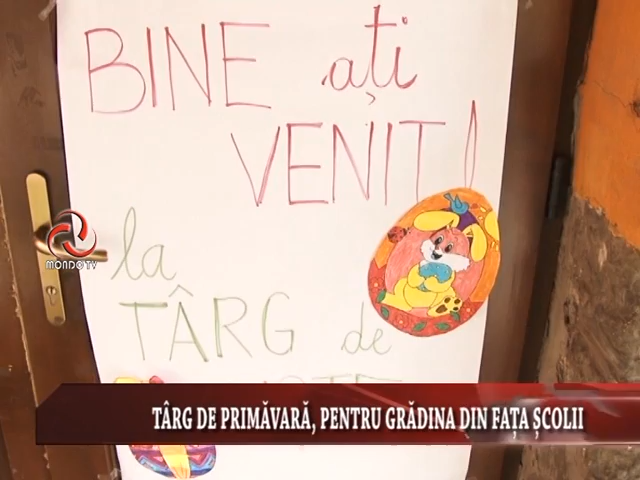 BINE ați
VENIT!
la
TÂRG de
MONDO TV
TÂRG DE PRIMĂVARĂ, PENTRU GRĂDINA DIN FAȚA ȘCOLII